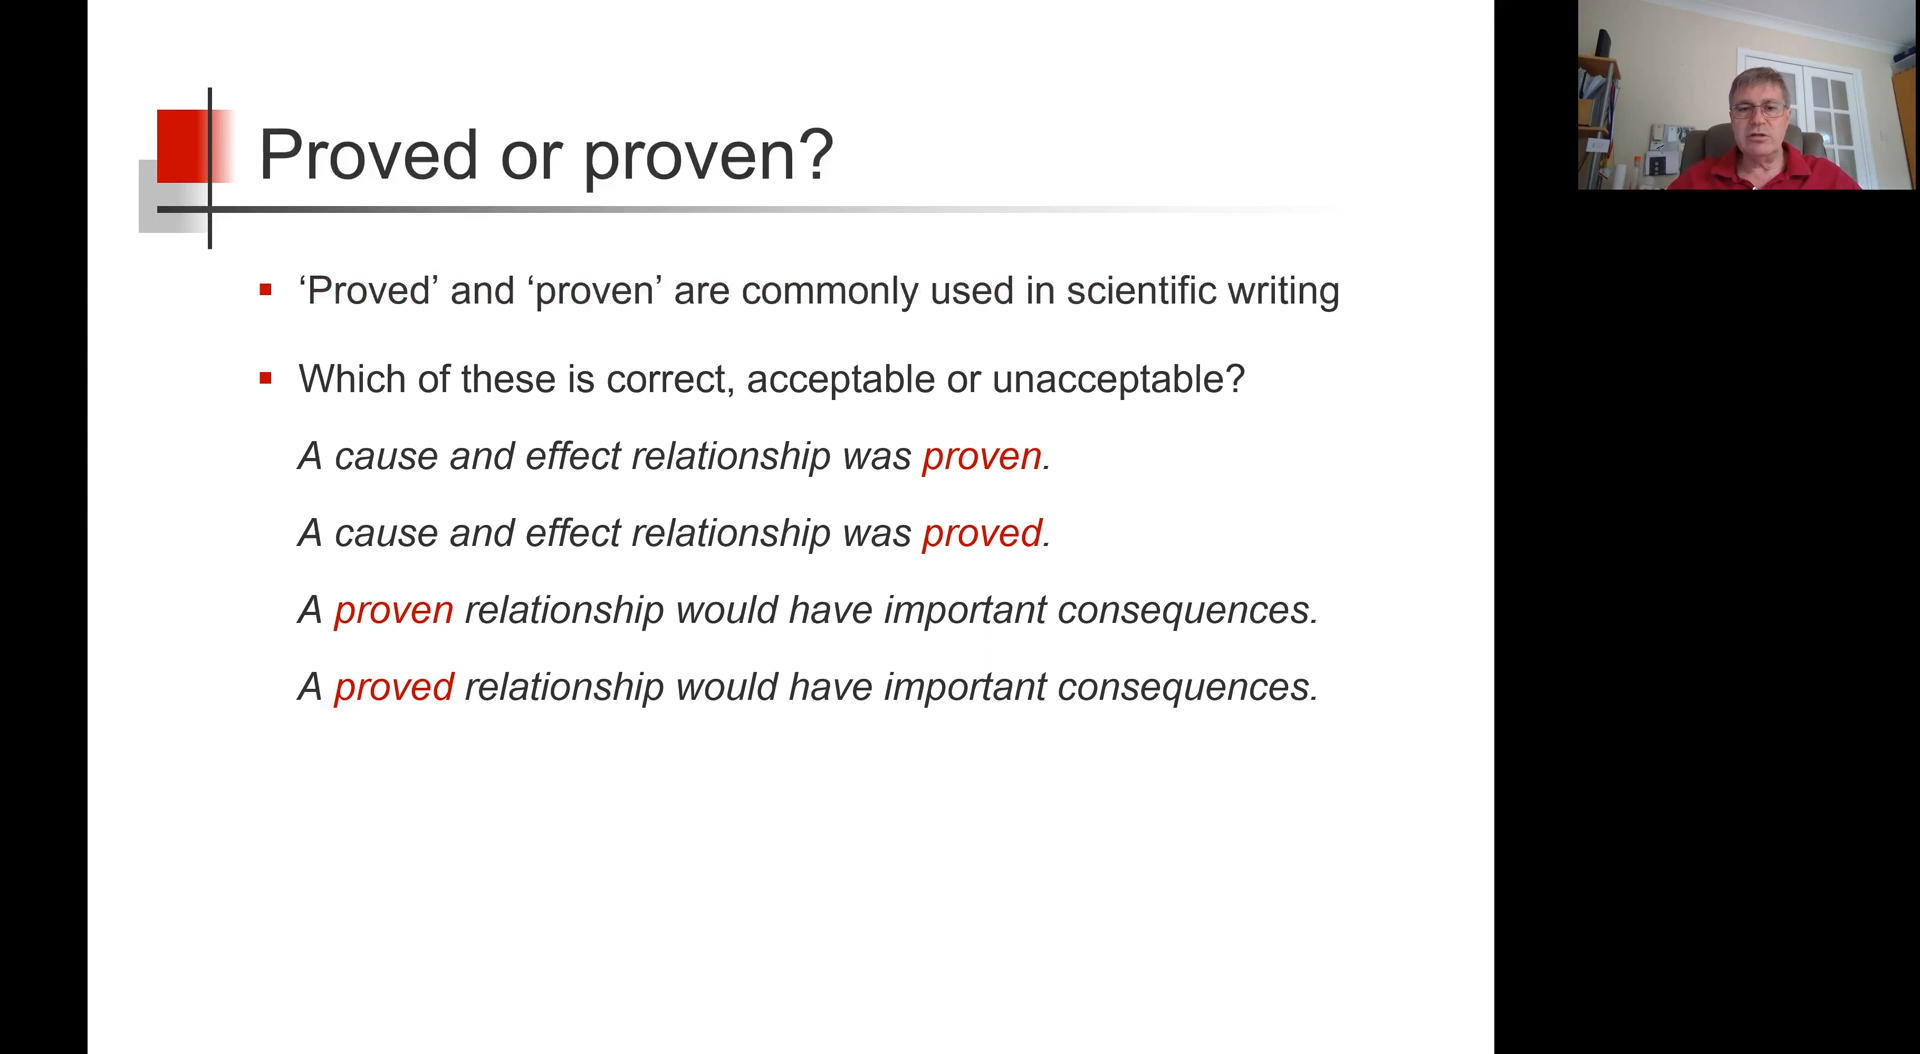 Proved or proven?
‘Proved’ and ‘proven’ are commonly used in scientific writing
Which of these is correct, acceptable or unacceptable?
A cause and effect relationship was proven.
A cause and effect relationship was proved.
A proven relationship would have important consequences.
A proved relationship would have important consequences.